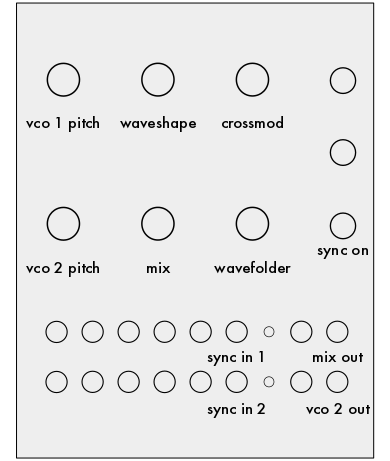 vco 1 pitch waveshape crossmod
sync on
vco 2 pitch mix wavefolder
sync in 1 mix out
sync in 2 vco 2 out